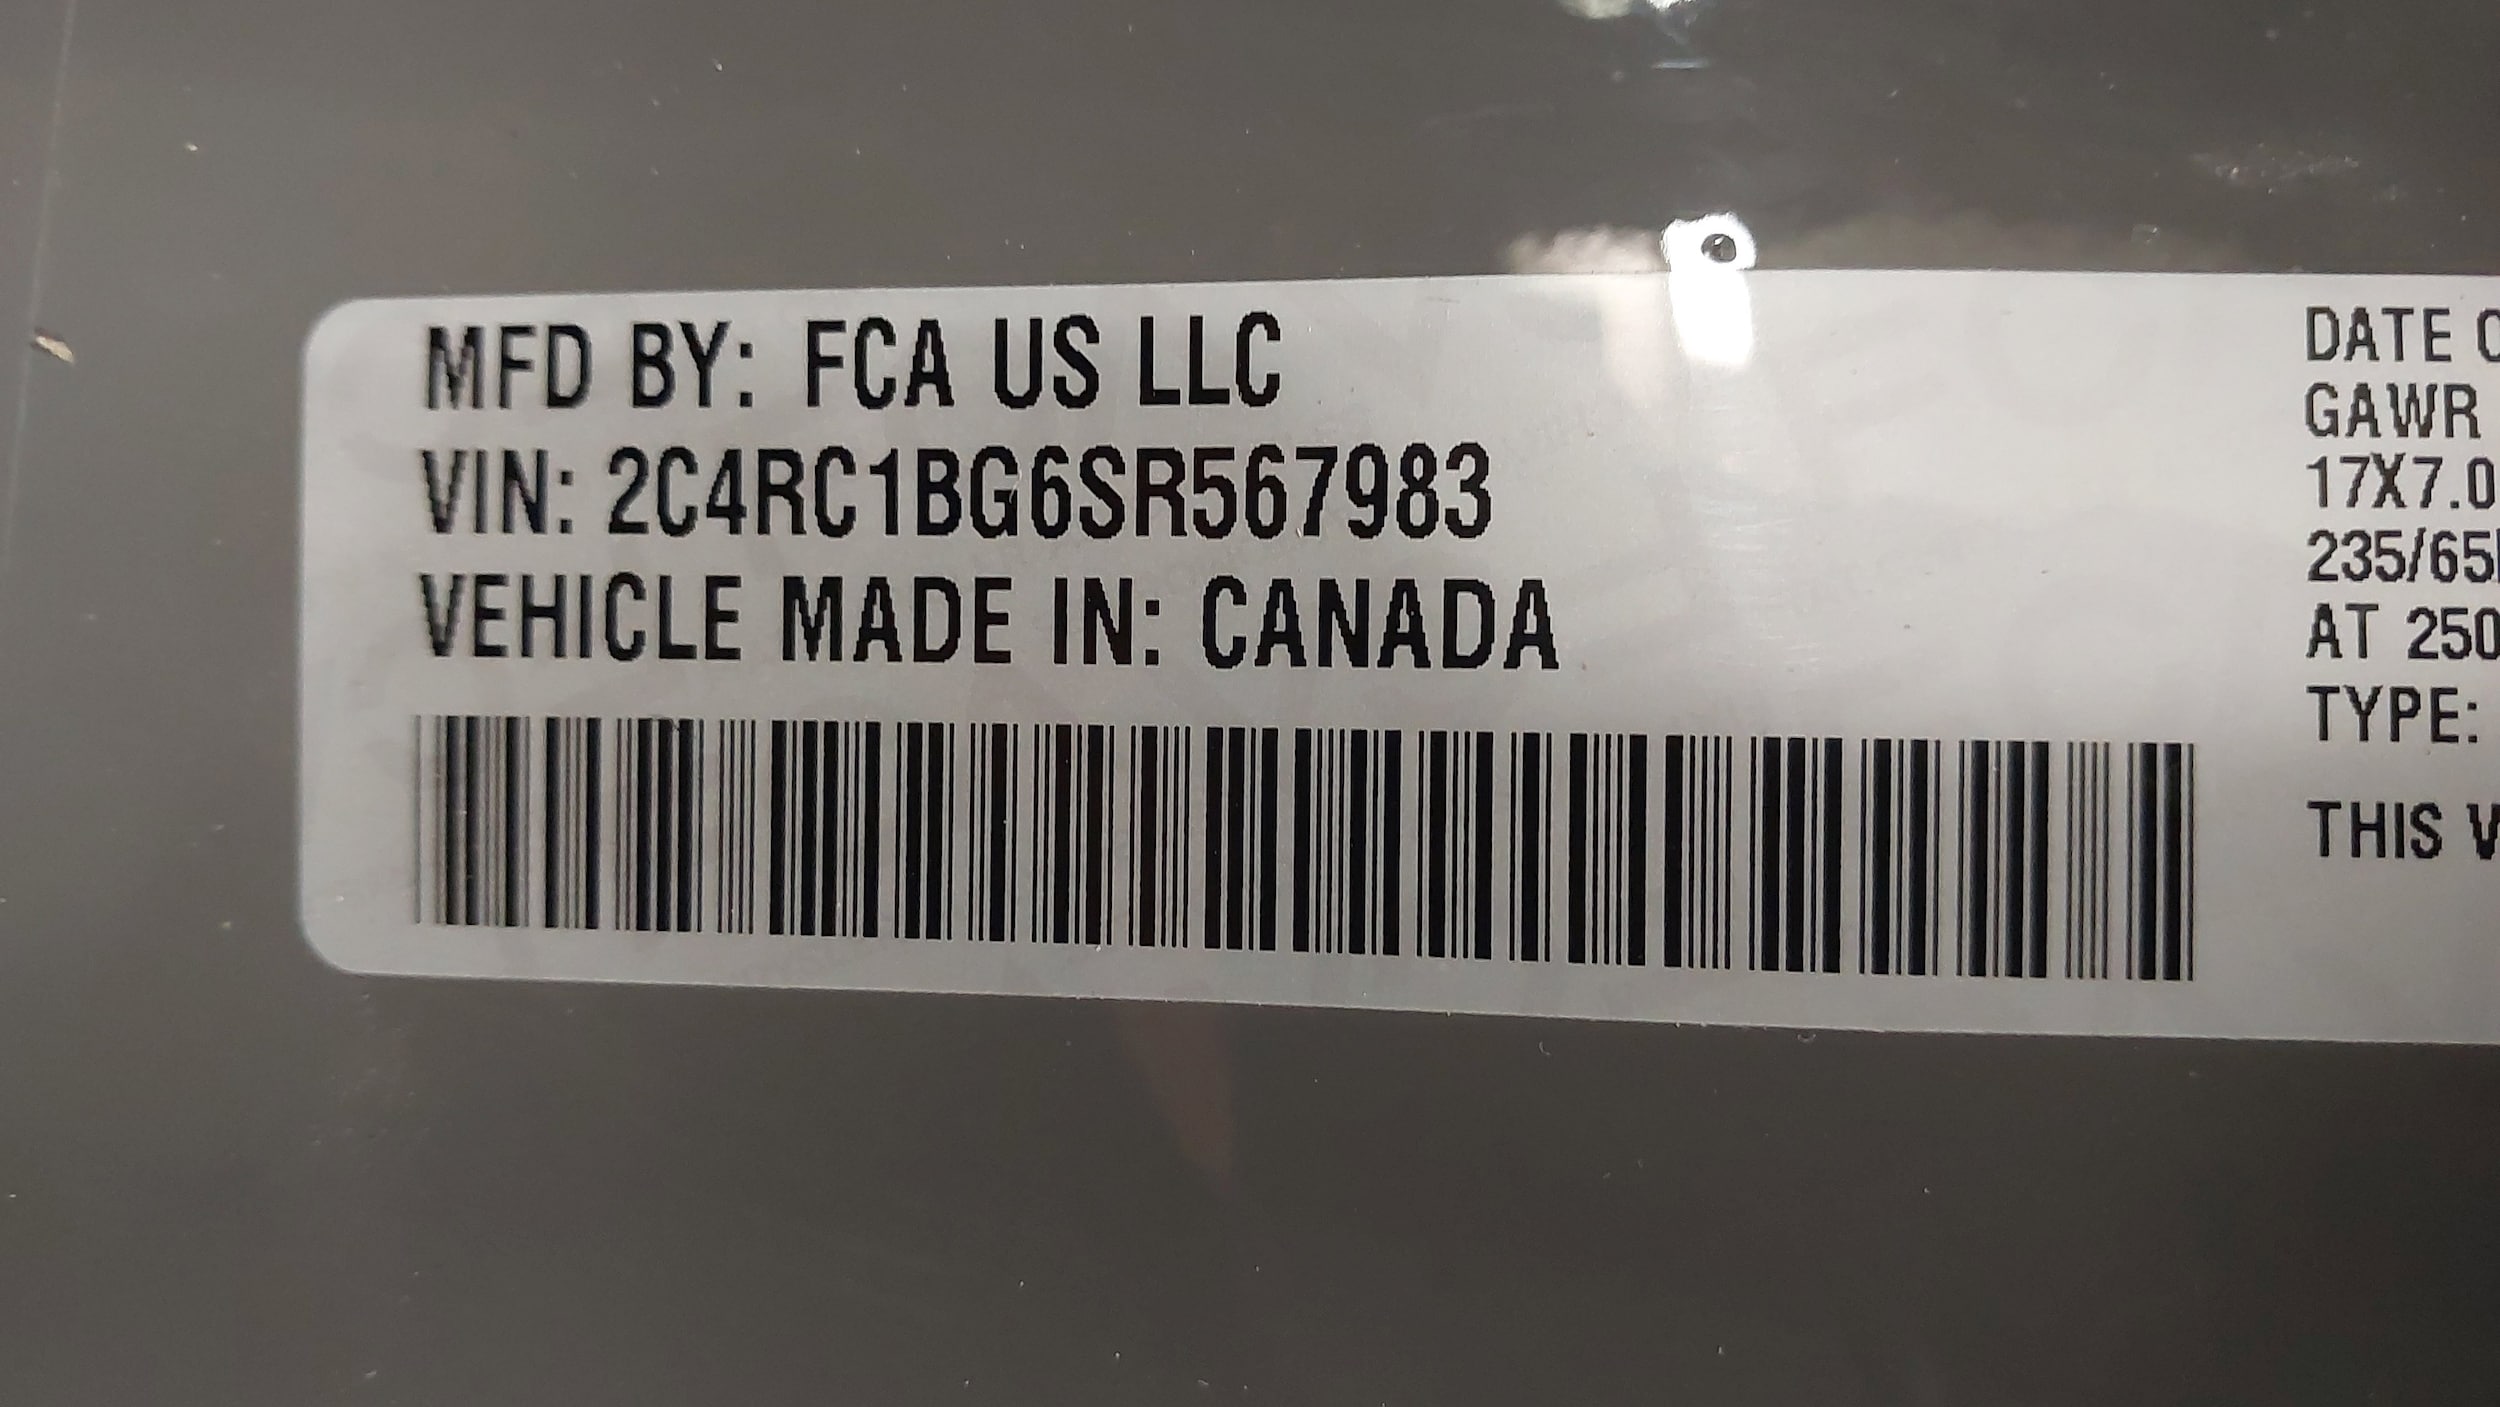 MFD BY: FCA US LLC
VIN: 2C4RC1BG6SR567983
VEHICLE MADE IN: CANADA
DATE
GAWR
17X7.0
235/65
AT 250
TYPE:
THIS